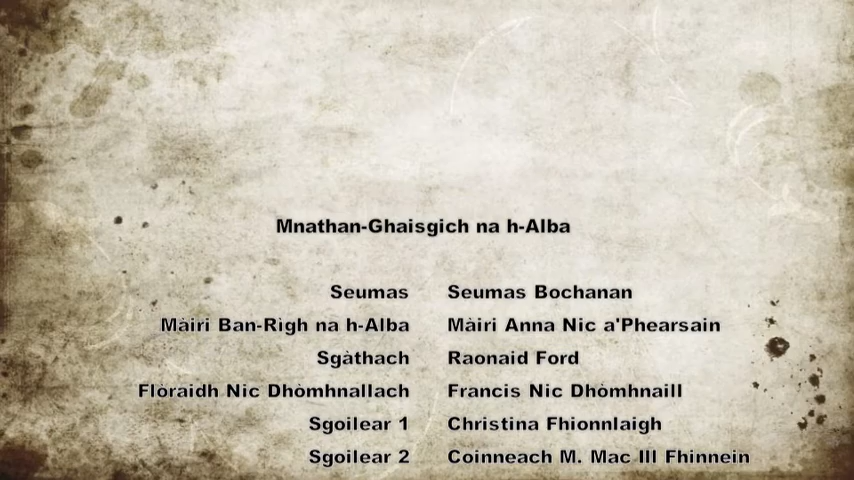 Mnathan-Ghaisgich na h-Alba
Seumas Seumas Bochanan
Màiri Ban-Rìgh na h-Alba Màiri Anna Nic a'Phearsain
Sgàthach Raonaid Ford
Flòraidh Nic Dhòmhnallach Francis Nic Dhòmhnaill
Sgoilear 1 Christina Fhionnlaigh
Sgoilear 2 Coinneach M. Mac Ill Fhinnein